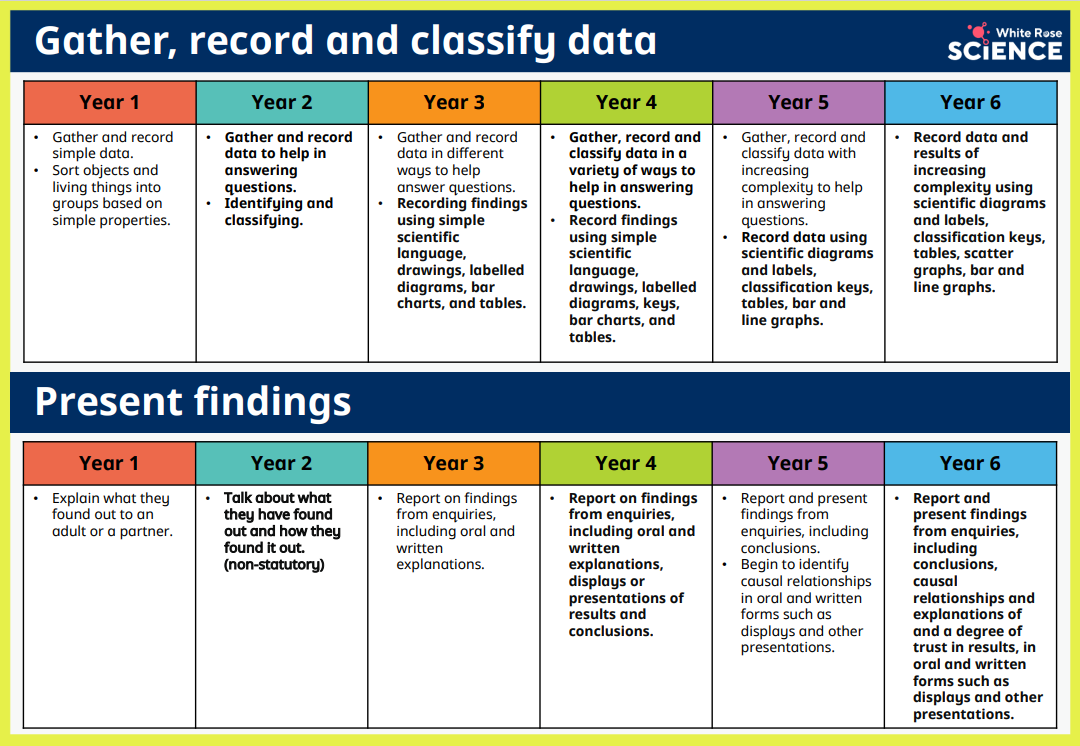 Gather, record and classify data
White Rose
SCIENCE
Year 1
Year 2
Year 3
Year 4
Year 5
Year 6
• Gather and record
simple data.
• Sort objects and
living things into
groups based on
simple properties.
• Gather and record
data to help in
answering
questions.
• Identifying and
classifying.
• Gather and record
data in different
ways to help
answer questions.
• Recording findings
using simple
scientific
language,
drawings, labelled
diagrams, bar
charts, and tables.
• Gather, record and
classify data in a
variety of ways to
help in answering
questions.
• Record findings
using simple
scientific
language,
drawings, labelled
diagrams, keys,
bar charts, and
tables.
• Gather, record and
classify data with
increasing
complexity to help
in answering
questions.
• Record data using
scientific diagrams
and labels,
classification keys,
tables, bar and
line graphs.
• Record data and
results of
increasing
complexity using
scientific diagrams
and labels,
classification keys,
tables, scatter
graphs, bar and
line graphs.
Present findings
Year 1
Year 2
Year 3
Year 4
Year 5
Year 6
• Explain what they
found out to an
adult or a partner.
• Talk about what
they have found
out and how they
found it out.
(non-statutory)
• Report on findings
from enquiries,
including oral and
written
explanations.
• Report on findings
from enquiries,
including oral and
written
explanations,
displays or
presentations of
results and
conclusions.
• Report and present
findings from
enquiries, including
conclusions.
• Begin to identify
causal relationships
in oral and written
forms such as
displays and other
presentations.
• Report and
present findings
from enquiries,
including
conclusions,
causal
relationships and
explanations of
and a degree of
trust in results, in
oral and written
forms such as
displays and other
presentations.